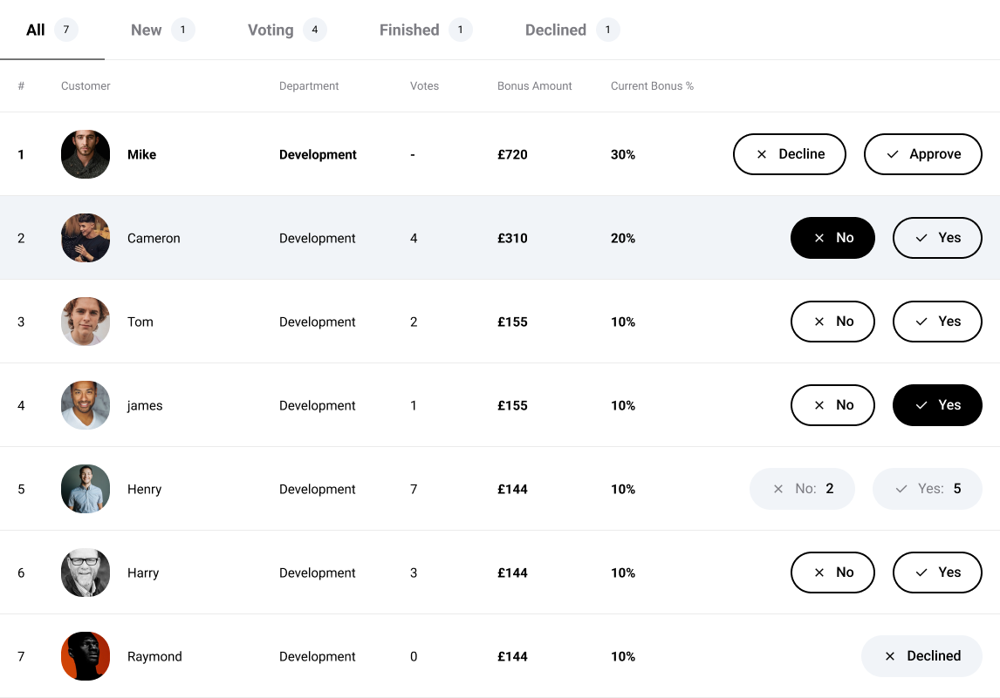 All 7 New 1 Voting 4 Finished 1 Declined 1
# Customer Department Votes Bonus Amount Current Bonus %
1 Mike Development - £720 30% Decline Approve
2 Cameron Development 4 £310 20% No Yes
3 Tom Development 2 £155 10% No Yes
4 james Development 1 £155 10% No Yes
5 Henry Development 7 £144 10% No: 2 Yes: 5
6 Harry Development 3 £144 10% No Yes
7 Raymond Development 0 £144 10% Declined